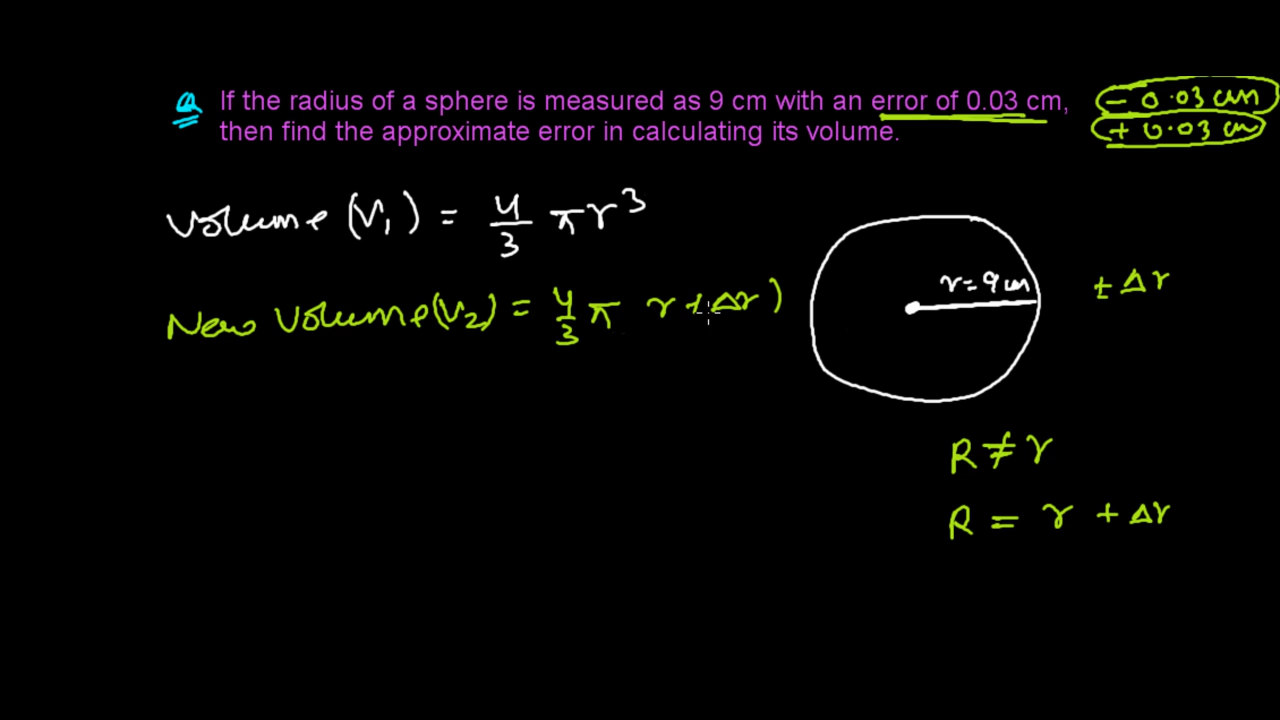 Q If the radius of a sphere is measured as 9 cm with an error of 0.03 cm,
then find the approximate error in calculating its volume.
- 0.03 cm
+ 0.03 cm
Volume (V₁) = 4/3 πr³
r = 9 cm
± Δr
New Volume (V₂) = 4/3 π r + Δr)
R ≠ r
R = r + Δr